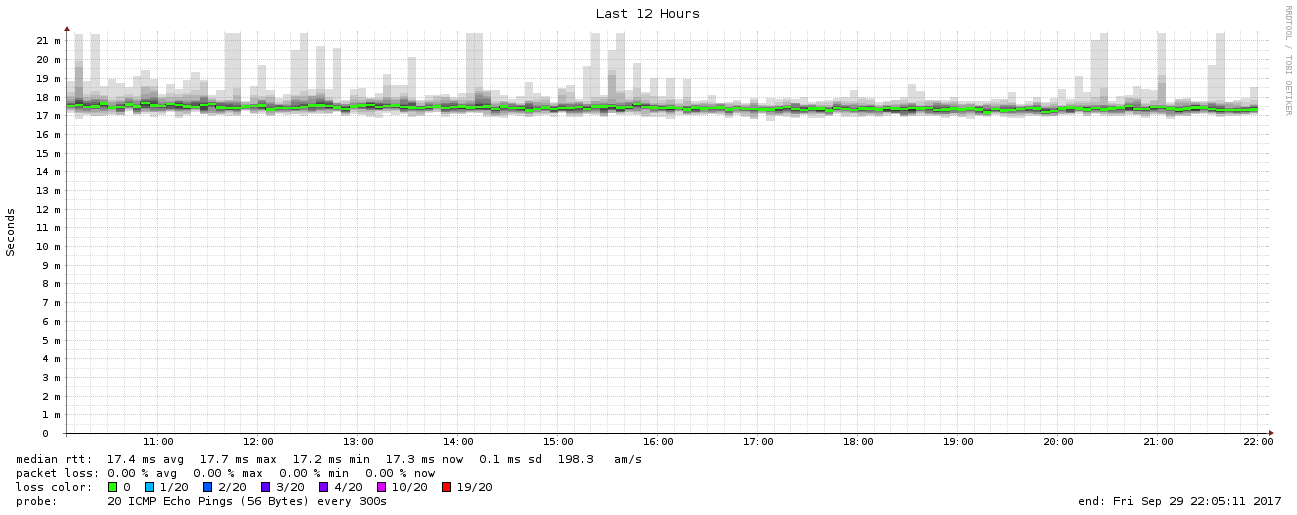 Last 12 Hours
RRDTOOL / TOBI OETIKER
Seconds
21 m
20 m
19 m
18 m
17 m
16 m
15 m
14 m
13 m
12 m
11 m
10 m
9 m
8 m
7 m
6 m
5 m
4 m
3 m
2 m
1 m
0
11:00 12:00 13:00 14:00 15:00 16:00 17:00 18:00 19:00 20:00 21:00 22:00
median rtt: 17.4 ms avg 17.7 ms max 17.2 ms min 17.3 ms now 0.1 ms sd 198.3 am/s
packet loss: 0.00 % avg 0.00 % max 0.00 % min 0.00 % now
loss color: 0 1/20 2/20 3/20 4/20 10/20 19/20
probe: 20 ICMP Echo Pings (56 Bytes) every 300s end: Fri Sep 29 22:05:11 2017